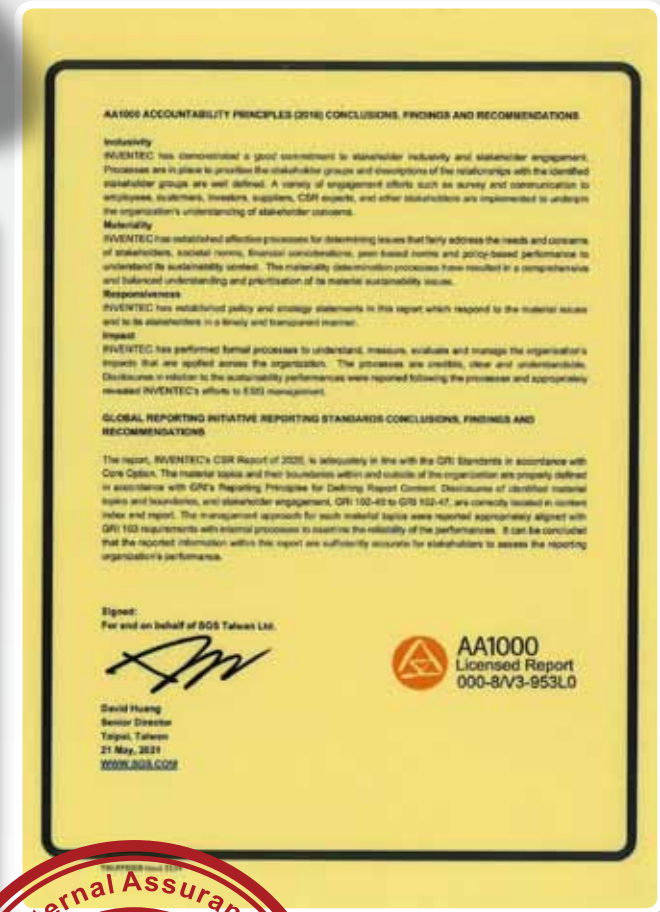 AA1000 ACCOUNTABILITY PRINCIPLES (2018) CONCLUSIONS, FINDINGS AND RECOMMENDATIONS
Inclusivity
INVENTEC has demonstrated a good commitment to stakeholder inclusivity and stakeholder engagement.
Processes are in place to prioritise the stakeholder groups and descriptions of the relationships with the identified
stakeholder groups are well defined. A variety of engagement efforts such as survey and communication to
employees, customers, investors, suppliers, CSR experts, and other stakeholders are implemented to underpin
the organization's understanding of stakeholder concerns.
Materiality
INVENTEC has established effective processes for determining issues that fairly address the needs and concerns
of stakeholders, societal norms, financial considerations, peer-based norms and policy-based performance to
understand its sustainability context. The materiality determination processes have resulted in a comprehensive
and balanced understanding and prioritisation of its material sustainability issues.
Responsiveness
INVENTEC has established policy and strategy statements in this report which respond to the material issues
and to its stakeholders in a timely and transparent manner.
Impact
INVENTEC has performed formal processes to understand, measure, evaluate and manage the organisation's
impacts that are applied across the organization. The processes are credible, clear and understandable.
Disclosures in relation to the sustainability performances were reported following the processes and appropriately
revealed INVENTEC's efforts to ESG management.
GLOBAL REPORTING INITIATIVE REPORTING STANDARDS CONCLUSIONS, FINDINGS AND
RECOMMENDATIONS
The report, INVENTEC's CSR Report of 2020, is adequately in line with the GRI Standards in accordance with
Core Option. The material topics and their boundaries within and outside of the organization are properly defined
in accordance with GRI's Reporting Principles for Defining Report Content. Disclosures of identified material
topics and boundaries, and stakeholder engagement, GRI 102-40 to GRI 102-47, are correctly located in content
index and report. The management approach for each material topics were reported appropriately aligned with
GRI 103 requirements with internal processes to examine the reliability of the performances. It can be concluded
that the reported information within this report are sufficiently accurate for stakeholders to assess the reporting
organization's performance.
Signed:
For and on behalf of SGS Taiwan Ltd.
AA1000
Licensed Report
000-8/V3-953L0
David Huang
Senior Director
Taipei, Taiwan
21 May, 2021
WWW.SGS.COM
ernal Assuran